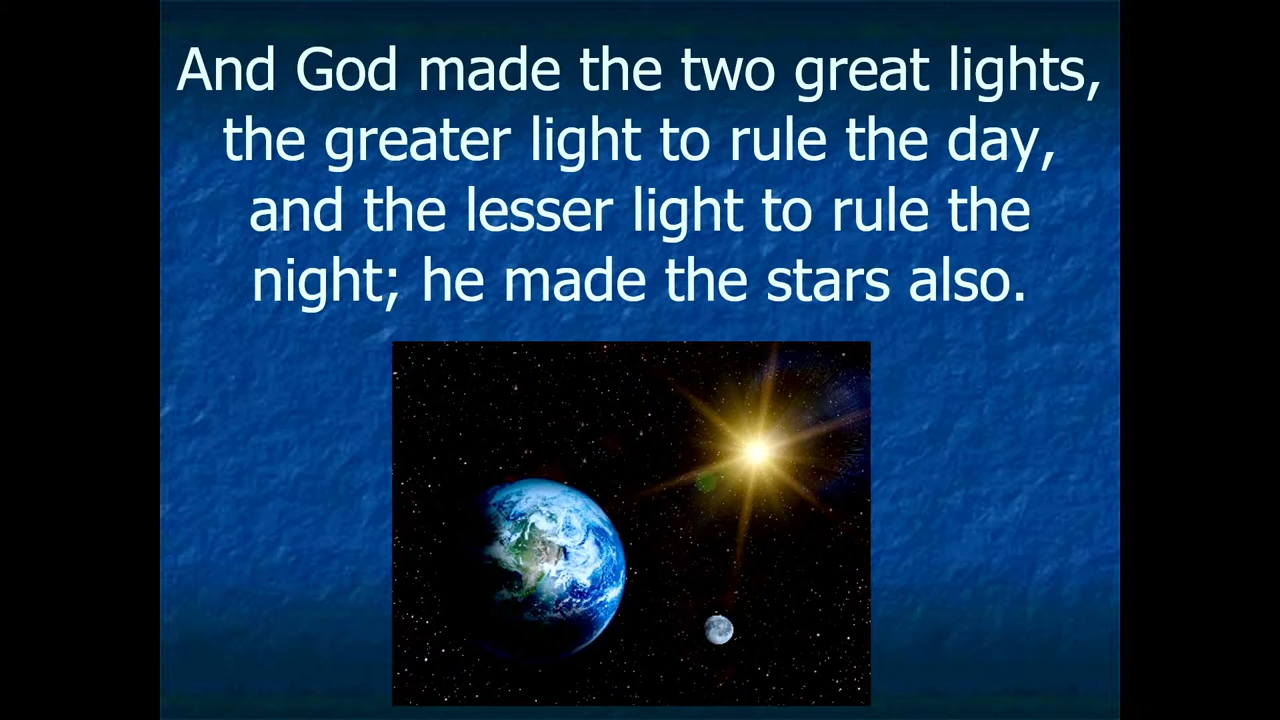 And God made the two great lights,
the greater light to rule the day,
and the lesser light to rule the
night; he made the stars also.